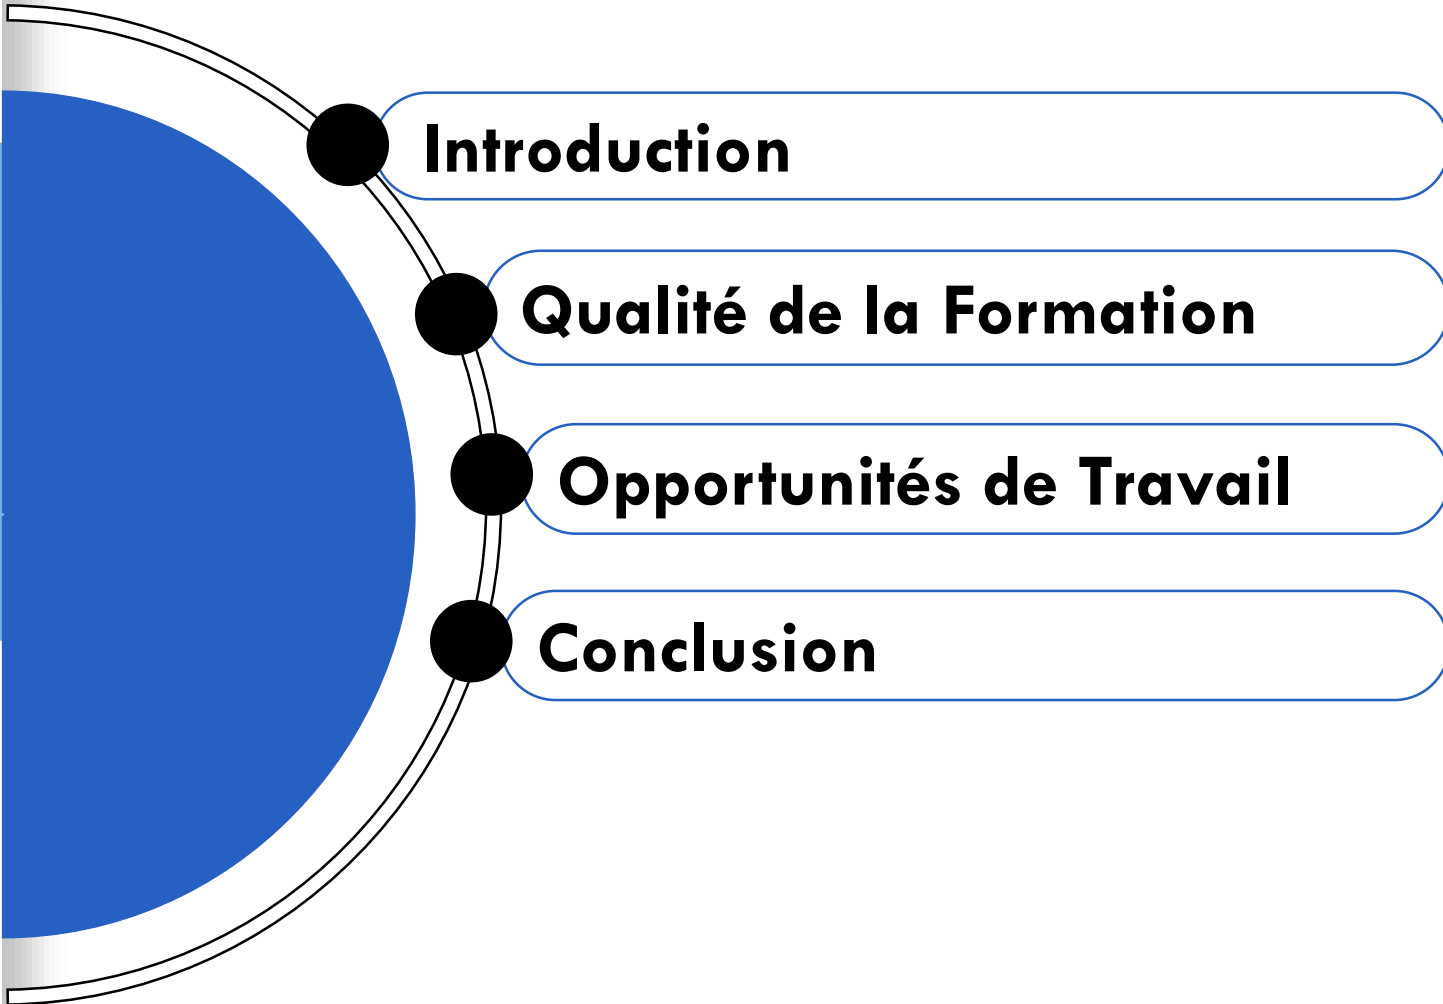 Introduction
Qualité de la Formation
Opportunités de Travail
Conclusion